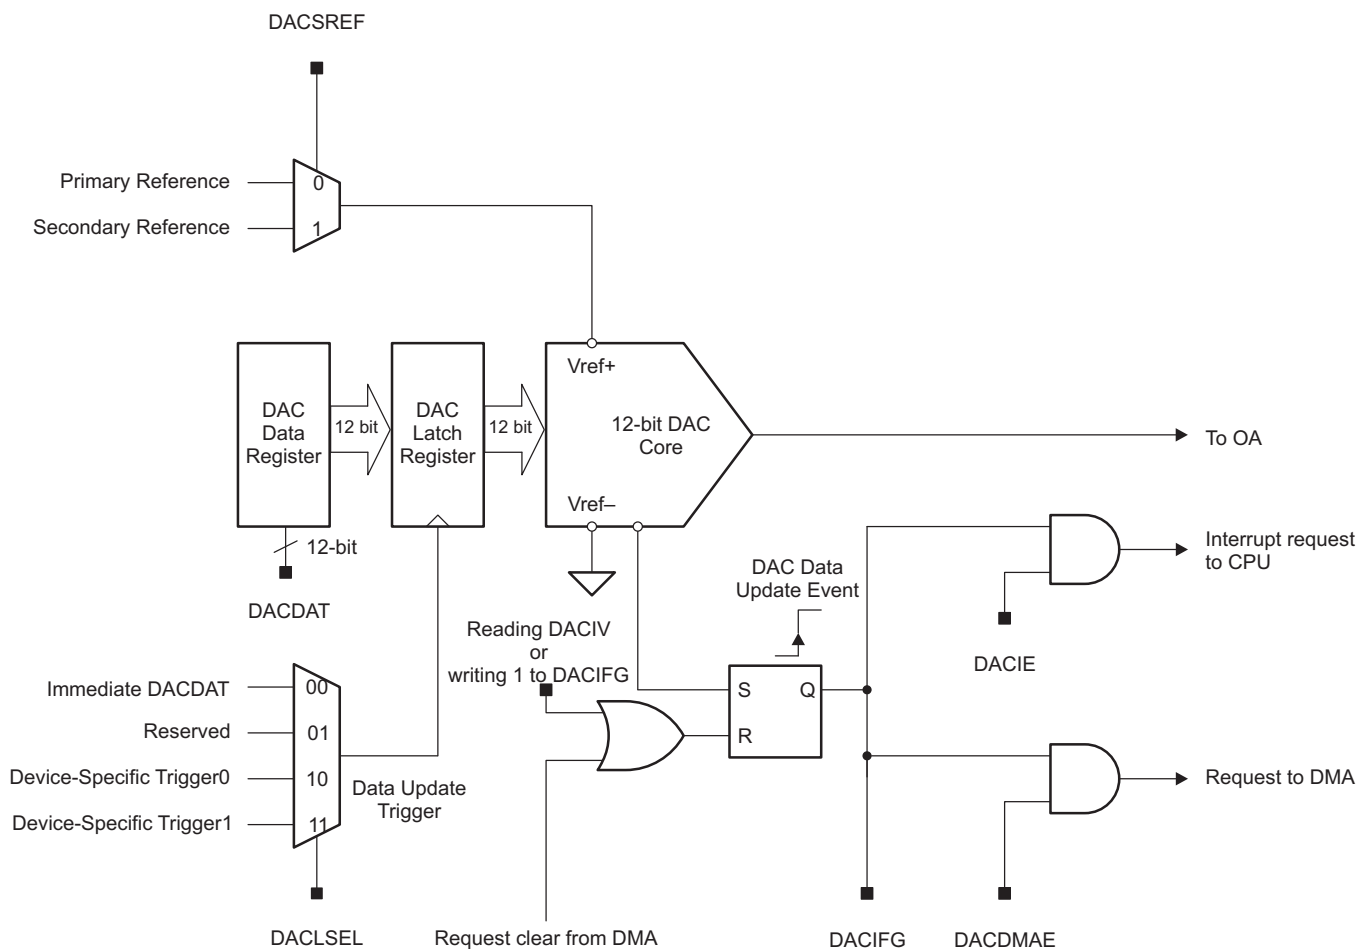 DACSREF
Primary Reference
0
Secondary Reference
1
DAC
Data
Register
12 bit
DAC
Latch
Register
12 bit
Vref+
12-bit DAC
Core
Vref–
To OA
12-bit
DACDAT
Interrupt request
to CPU
DAC Data
Update Event
Reading DACIV
or
writing 1 to DACIFG
DACIE
Immediate DACDAT
00
Reserved
01
Device-Specific Trigger0
10
Device-Specific Trigger1
11
Data Update
Trigger
S
Q
R
Request to DMA
DACLSEL
Request clear from DMA
DACIFG
DACDMAE